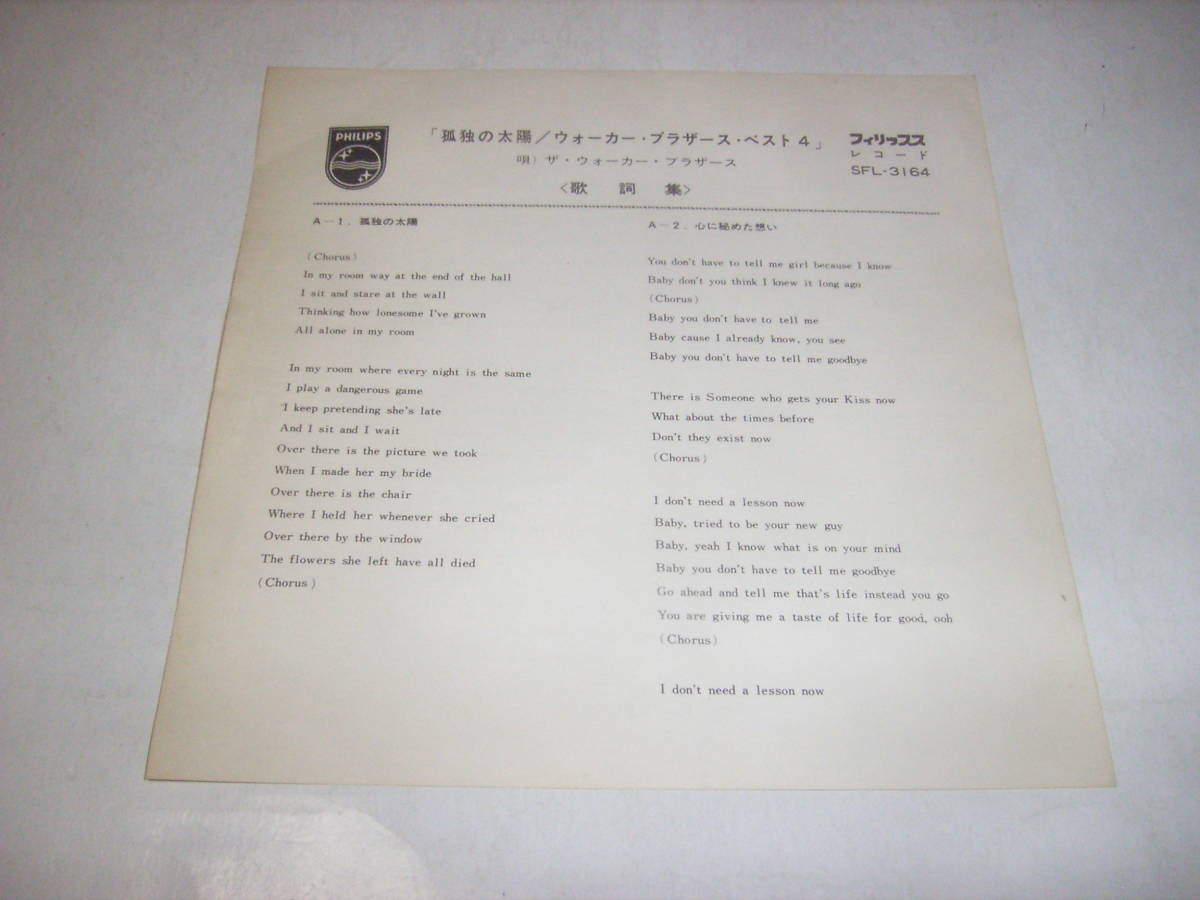 PHILIPS
「孤独の太陽／ウォーカー・ブラザース・ベスト4」
唄）ザ・ウォーカー・ブラザース
〈歌詞集〉
フィリップス
レコード
SFL-3164
A－1．孤独の太陽
(Chorus)
In my room way at the end of the hall
I sit and stare at the wall
Thinking how lonesome I've grown
All alone in my room
In my room where every night is the same
I play a dangerous game
'I keep pretending she's late
And I sit and I wait
Over there is the picture we took
When I made her my bride
Over there is the chair
Where I held her whenever she cried
Over there by the window
The flowers she left have all died
(Chorus)
A－2．心に秘めた想い
You don't have to tell me girl because I know
Baby don't you think I knew it long ago
(Chorus)
Baby you don't have to tell me
Baby cause I already know, you see
Baby you don't have to tell me goodbye
There is Someone who gets your Kiss now
What about the times before
Don't they exist now
(Chorus)
I don't need a lesson now
Baby, tried to be your new guy
Baby, yeah I know what is on your mind
Baby you don't have to tell me goodbye
Go ahead and tell me that's life instead you go
You are giving me a taste of life for good, ooh
(Chorus)
I don't need a lesson now